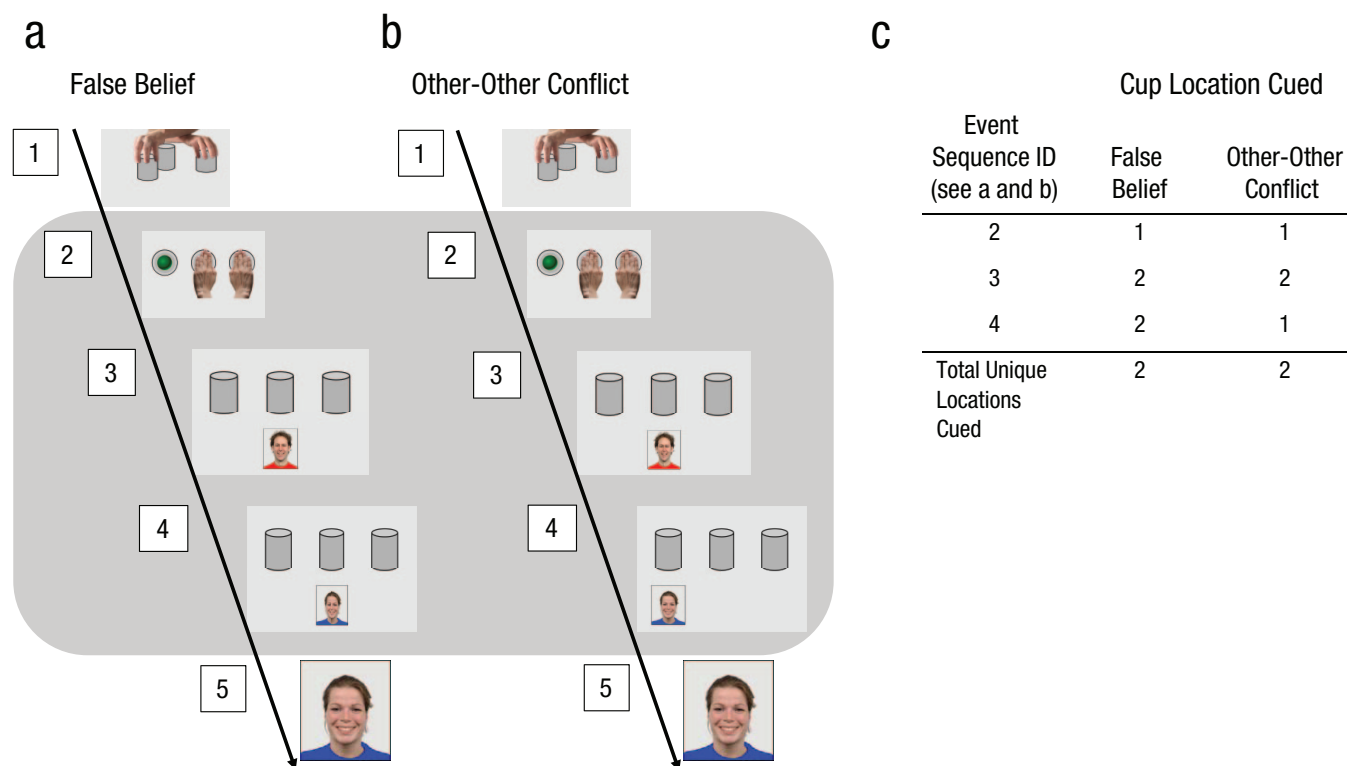 a
False Belief
1
2
3
4
5
b
Other-Other Conflict
1
2
3
4
5
c
Cup Location Cued
Event
Sequence ID
(see a and b)
False
Belief
Other-Other
Conflict
2 1 1
3 2 2
4 2 1
Total Unique
Locations
Cued
2 2